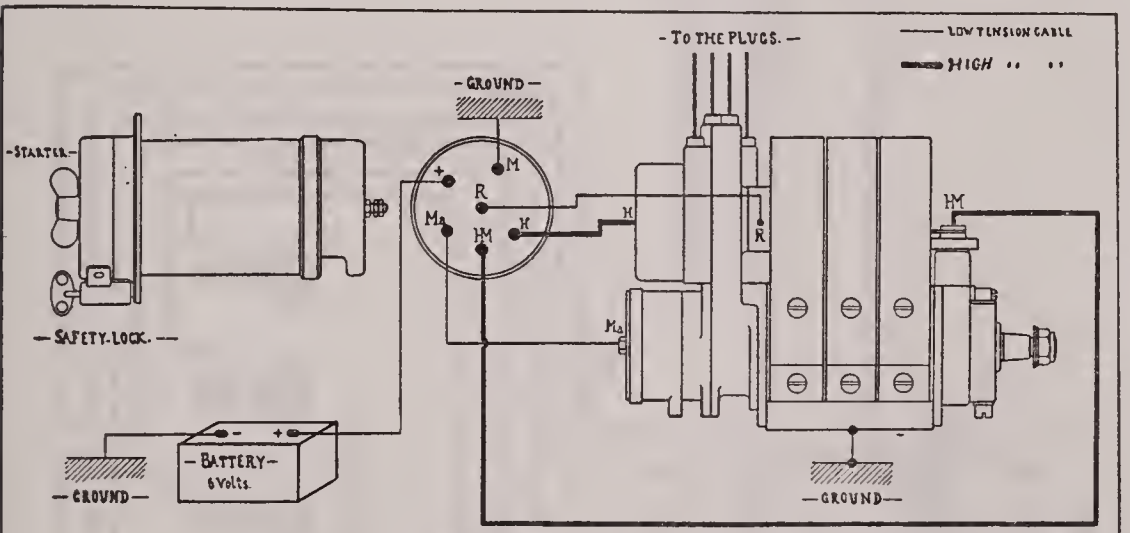 - TO THE PLUGS. -
LOW TENSION CABLE
HIGH " "
- GROUND -
- STARTER -
M
+
R
Ma
H
HM
H
R
HM
Ma
- SAFETY-LOCK. -
- +
- BATTERY -
6 Volts.
- GROUND -
- GROUND -